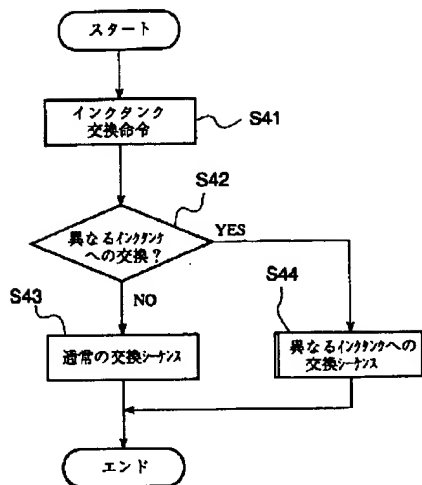 スタート
インクタンク
交換命令
S41
S42
異なるインクタンク
への交換？
YES
S43
NO
S44
通常の交換シーケンス
異なるインクタンクへの
交換シーケンス
エンド